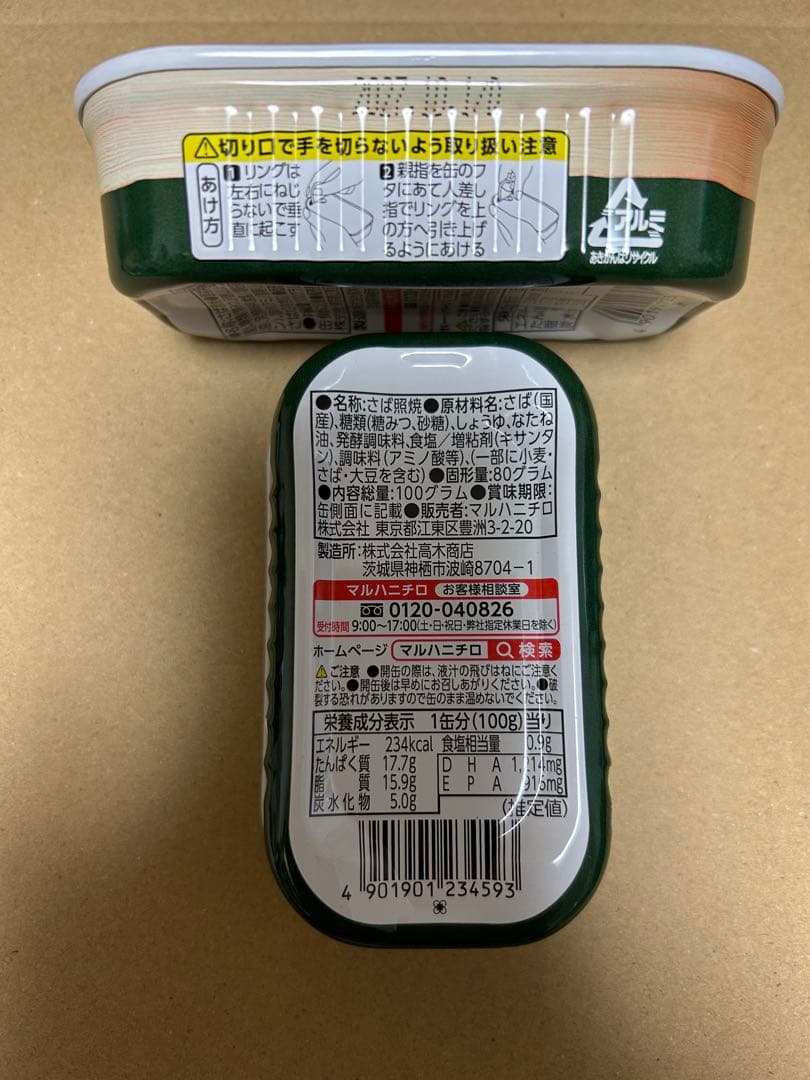 2027.10.1
⚠切り口で手を切らないよう取り扱い注意
あけ方
1 リングは
左右にねじ
らないで垂
直に起こす
2 親指を缶のフ
タにあて人差し
指でリングを上
の方へ引き上げ
るようにあける
アルミ
あきかんはリサイクル
●名称:さば照焼●原材料名:さば(国
産)、糖類(糖みつ、砂糖)、しょうゆ、なたね
油、発酵調味料、食塩/増粘剤(キサンタ
ン)、調味料(アミノ酸等)、(一部に小麦・
さば・大豆を含む)●固形量:80グラム
●内容総量:100グラム●賞味期限:
缶側面に記載●販売者:マルハニチロ
株式会社 東京都江東区豊洲3-2-20
製造所:株式会社高木商店
茨城県神栖市波崎8704-1
マルハニチロ お客様相談室
0120-040826
受付時間 9:00〜17:00(土・日・祝日・弊社指定休業日を除く)
ホームページ マルハニチロ 検索
⚠ご注意 ●開缶の際は、液汁の飛びはねにご注意く
ださい。●開缶後は早めにお召しあがりください。●破
裂する恐れがありますので缶のまま温めないでください。
栄養成分表示 1缶分(100g)当り
エネルギー 234kcal 食塩相当量 0.9g
たんぱく質 17.7g DHA 1,214mg
脂質 15.9g EPA 915mg
炭水化物 5.0g (推定値)
4 901901 234593